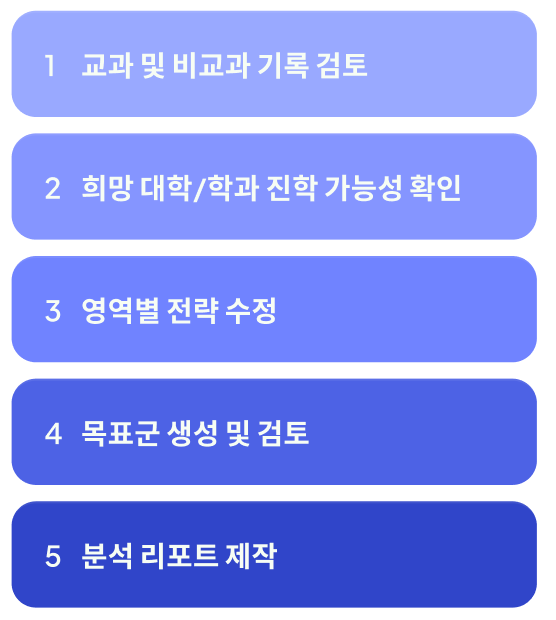 1 교과 및 비교과 기록 검토
2 희망 대학/학과 진학 가능성 확인
3 영역별 전략 수정
4 목표군 생성 및 검토
5 분석 리포트 제작